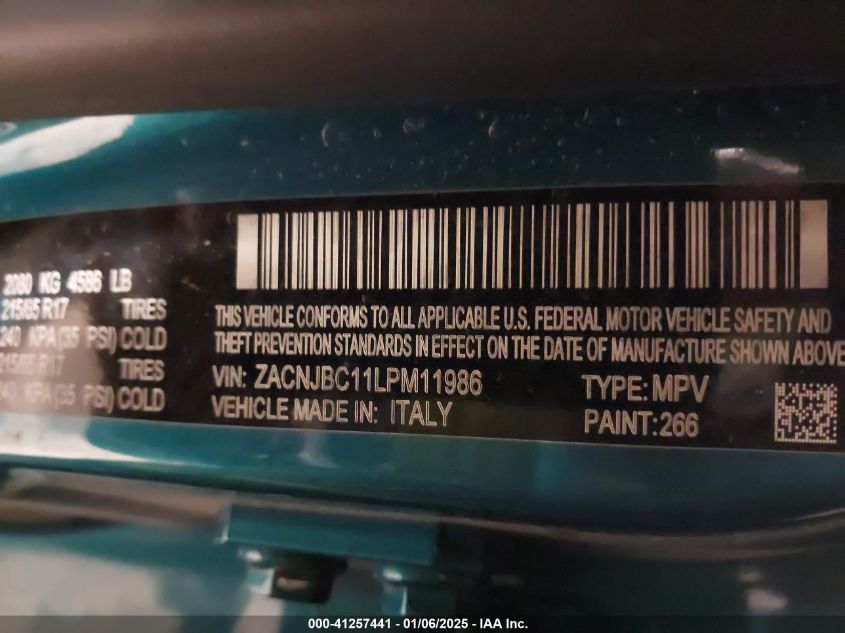 2080 KG 4586 LB
215/65 R17 TIRES
240 KPA (35 PSI) COLD
215/65 R17 TIRES
240 KPA (35 PSI) COLD
THIS VEHICLE CONFORMS TO ALL APPLICABLE U.S. FEDERAL MOTOR VEHICLE SAFETY AND
THEFT PREVENTION STANDARDS IN EFFECT ON THE DATE OF MANUFACTURE SHOWN ABOVE
VIN: ZACNJBC11LPM11986 TYPE: MPV
VEHICLE MADE IN: ITALY PAINT: 266
000-41257441 - 01/06/2025 - IAA Inc.